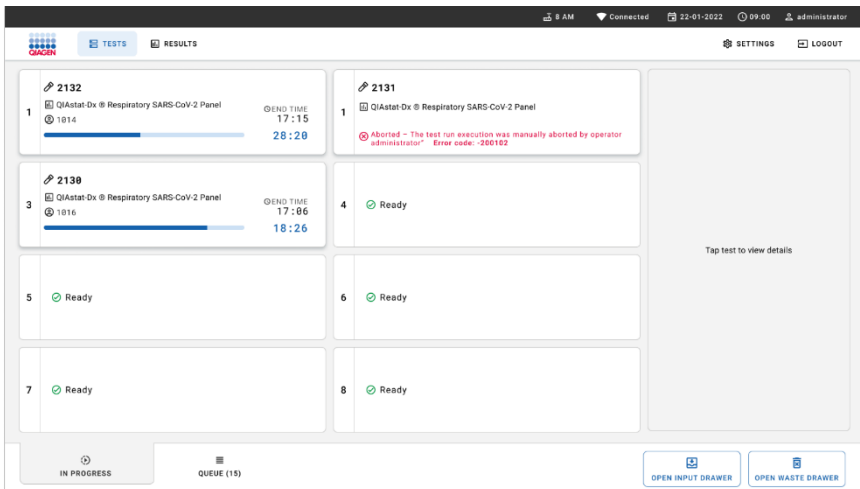 8 AM Connected 22-01-2022 09:00 administrator
QIAGEN TESTS RESULTS SETTINGS LOGOUT
1
2132
QIAstat-Dx ® Respiratory SARS-CoV-2 Panel
1014
END TIME
17:15
28:20
1
2131
QIAstat-Dx ® Respiratory SARS-CoV-2 Panel
Aborted – The test run execution was manually aborted by operator
administrator" Error code: -200102
3
2130
QIAstat-Dx ® Respiratory SARS-CoV-2 Panel
1016
END TIME
17:06
18:26
4 Ready
Tap test to view details
5 Ready
6 Ready
7 Ready
8 Ready
IN PROGRESS
QUEUE (15)
OPEN INPUT DRAWER
OPEN WASTE DRAWER